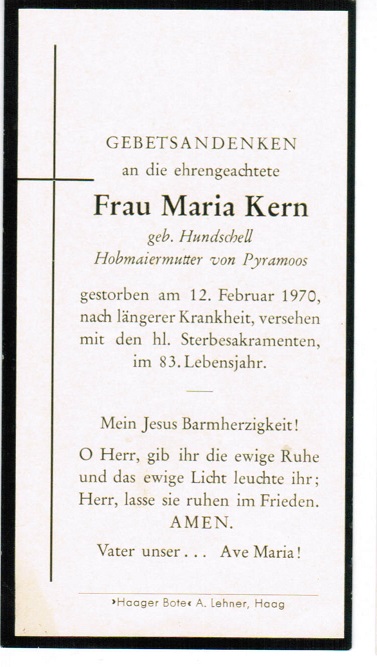 GEBETSANDENKEN
an die ehrengeachtete
Frau Maria Kern
geb. Hundschell
Hobmaiermutter von Pyramoos
gestorben am 12. Februar 1970,
nach längerer Krankheit, versehen
mit den hl. Sterbesakramenten,
im 83. Lebensjahr.
Mein Jesus Barmherzigkeit!
O Herr, gib ihr die ewige Ruhe
und das ewige Licht leuchte ihr;
Herr, lasse sie ruhen im Frieden.
AMEN.
Vater unser... Ave Maria!
›Haager Bote‹ A. Lehner, Haag